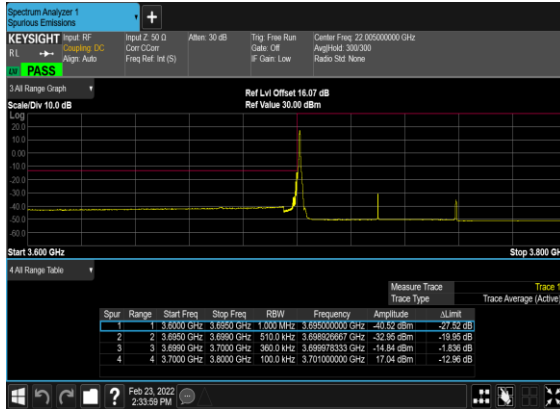 Spectrum Analyzer 1
Spurious Emissions
+
KEYSIGHT Input: RF Input Z: 50 Ω Atten: 30 dB Trig: Free Run Center Freq: 22.005000000 GHz
RL Coupling: DC Corr CCorr Gate: Off Avg|Hold: 300/300
Align: Auto Freq Ref: Int (S) IF Gain: Low Radio Std: None
PASS
3 All Range Graph
Ref Lvl Offset 16.07 dB
Scale/Div 10.0 dB Ref Value 30.00 dBm
Log
20.0
10.0
0.00
-10.0
-20.0
-30.0
-40.0
-50.0
-60.0
Start 3.600 GHz Stop 3.800 GH
4 All Range Table
Measure Trace Trace 1
Trace Type Trace Average (Active)
Spur Range Start Freq Stop Freq RBW Frequency Amplitude ΔLimit
1 1 3.6000 GHz 3.6950 GHz 1.000 MHz 3.695000000 GHz -40.52 dBm -27.52 dB
2 2 3.6950 GHz 3.6990 GHz 510.0 kHz 3.698926667 GHz -32.95 dBm -19.95 dB
3 3 3.6990 GHz 3.7000 GHz 360.0 kHz 3.699978333 GHz -14.84 dBm -1.836 dB
4 4 3.7000 GHz 3.8000 GHz 100.0 kHz 3.701000000 GHz 17.04 dBm -12.96 dB
? Feb 23, 2022
2:33:59 PM